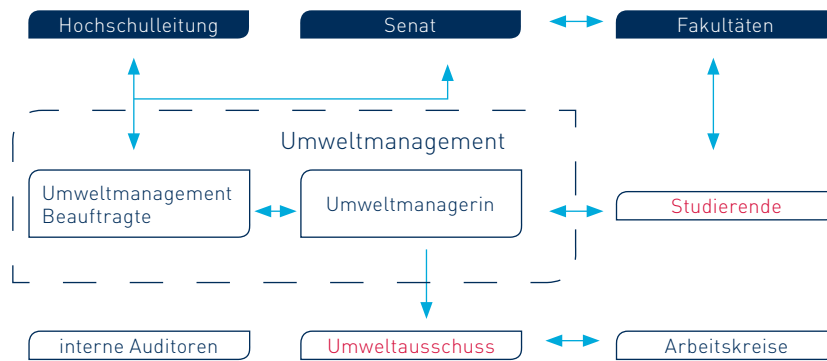 Hochschulleitung
Senat
Fakultäten
Umweltmanagement
Umweltmanagement
Beauftragte
Umweltmanagerin
Studierende
interne Auditoren
Umweltausschuss
Arbeitskreise